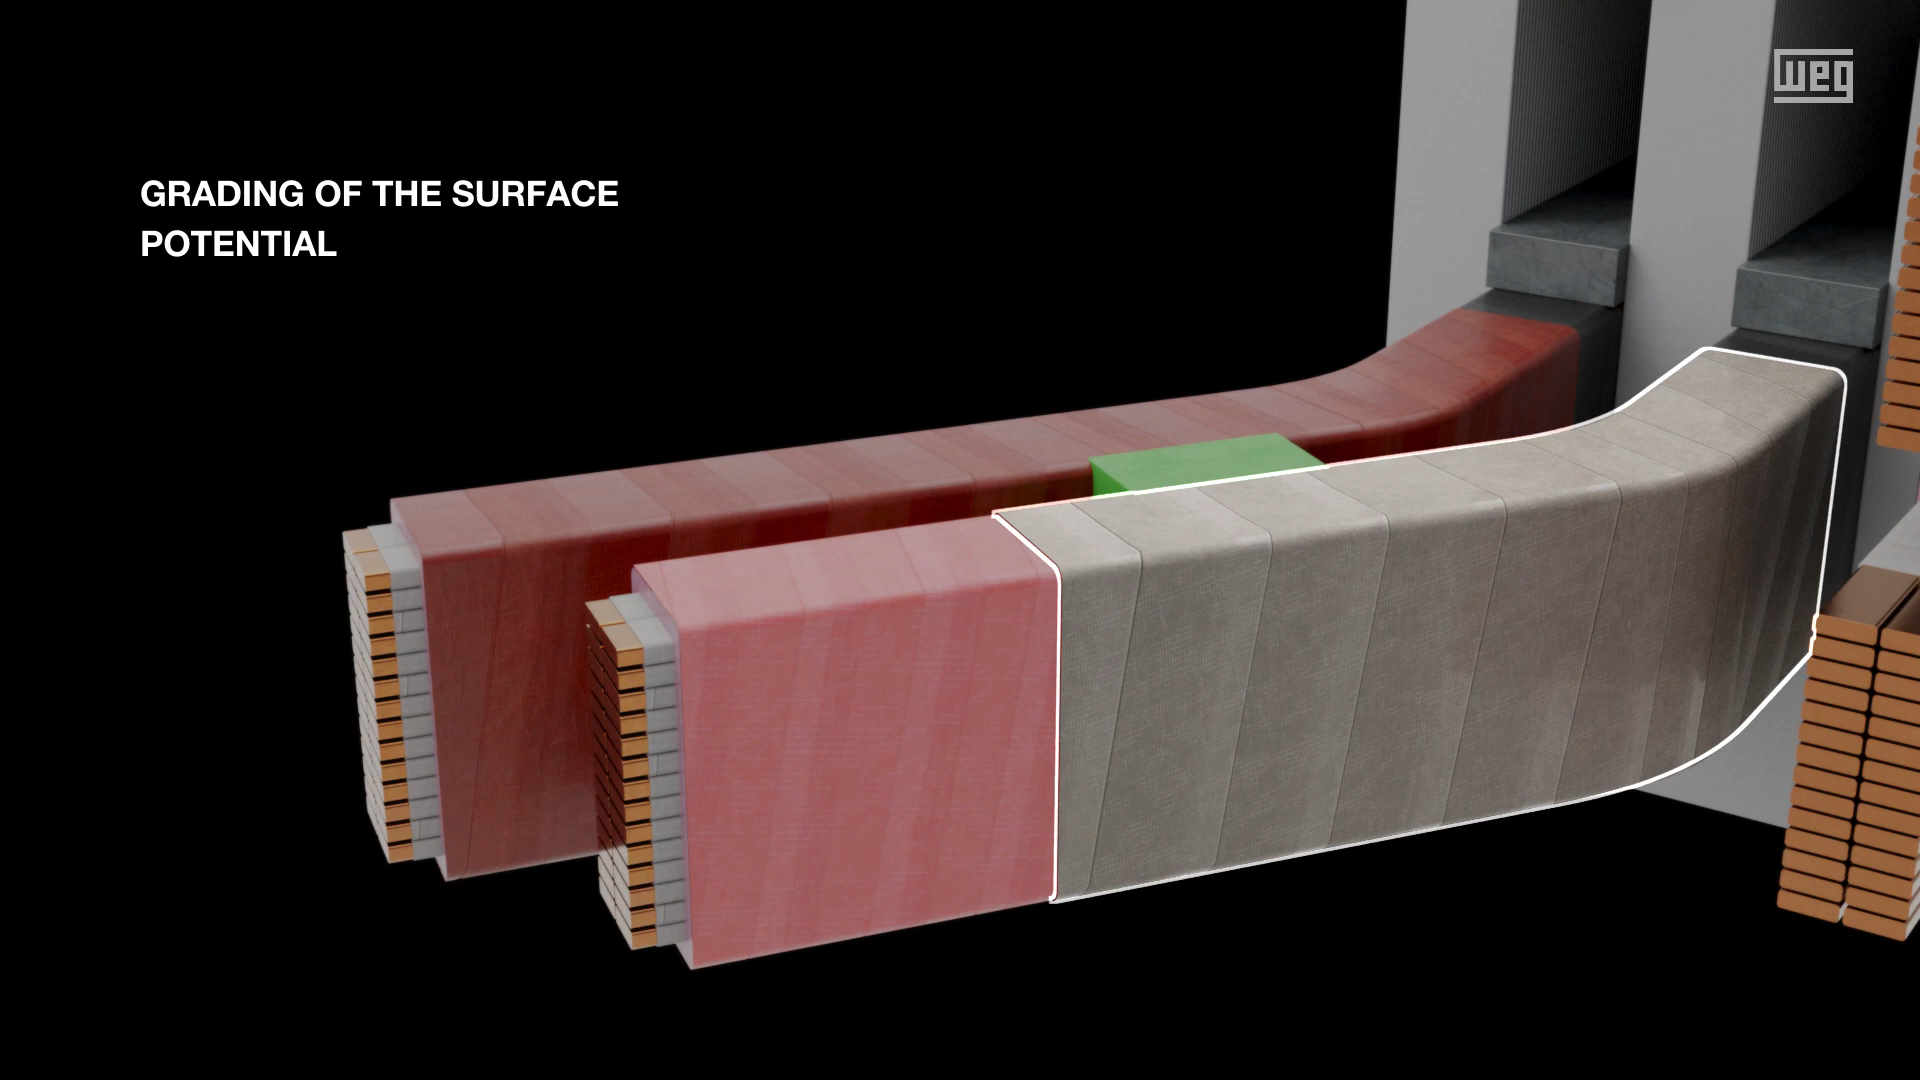 weg
GRADING OF THE SURFACE
POTENTIAL